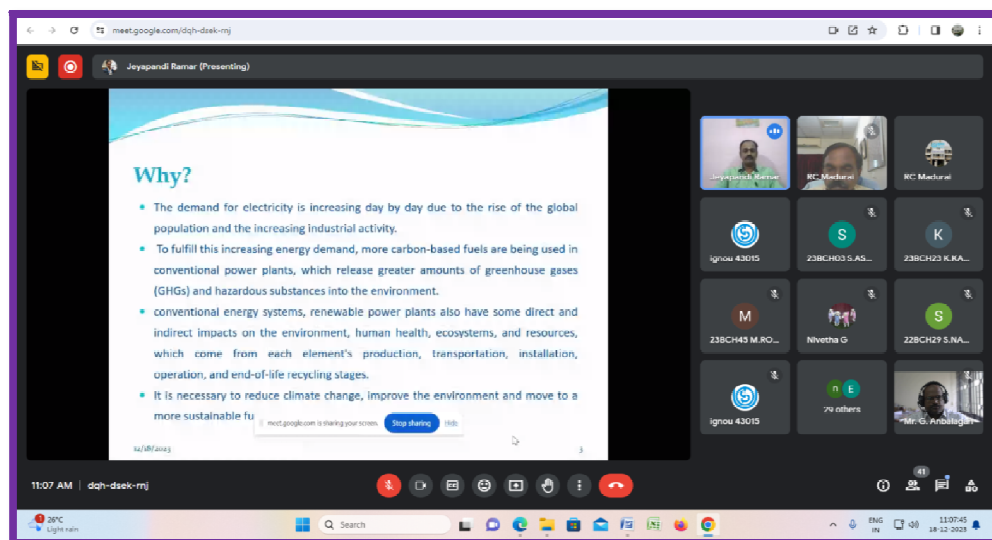 meet.google.com/dqh-dsek-rnj
Jeyapandi Ramar (Presenting)
Why?
The demand for electricity is increasing day by day due to the rise of the global
population and the increasing industrial activity.
To fulfill this increasing energy demand, more carbon-based fuels are being used in
conventional power plants, which release greater amounts of greenhouse gases
(GHGs) and hazardous substances into the environment.
conventional energy systems, renewable power plants also have some direct and
indirect impacts on the environment, human health, ecosystems, and resources,
which come from each element's production, transportation, installation,
operation, and end-of-life recycling stages.
It is necessary to reduce climate change, improve the environment and move to a
more sustainable fu
meet.google.com is sharing your screen. Stop sharing Hide
12/18/2023 3
Jeyapandi Ramar
RC Madurai
RC Madurai
ignou 43015
S
23BCH03 S.AS...
K
23BCH23 K.KA...
M
23BCH43 M.RO...
Nivetha G
S
22BCH29 S.NA...
ignou 43015
n E
29 others
Mr. G. Anbalagan
11:07 AM | dqh-dsek-rnj
41
26°C
Light rain
Search
ENG
IN
11:07:45
18-12-2023